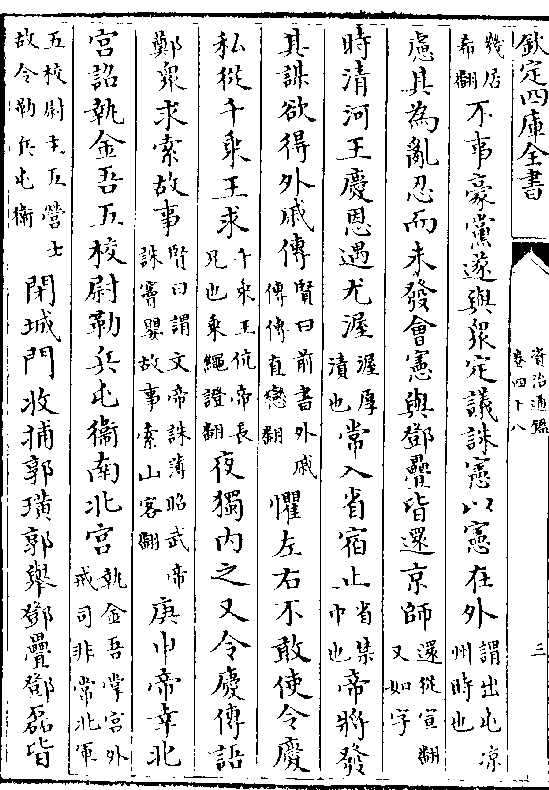 欽定四庫全書
資治通鑑
卷四十八
三
幾居希翻不事豪黨遂與衆定議誅憲以憲在外謂出屯凉州時也
慮其為亂忍而未發會憲與鄧疊皆還京師還從宣翻又如字
時清河王慶恩遇尤渥渥厚漬也常入省宿止省禁中也帝將發
其謀欲得外戚傳賢曰前書外戚傳傳直戀翻懼左右不敢使令慶
私從千乘王求千乘王伉帝長兄也乘繩證翻夜獨内之又令慶傳語
鄭衆求索故事賢曰謂文帝誅薄昭武帝誅竇嬰故事索山客翻庚申帝幸北
宫詔執金吾五校尉勒兵屯衛南北宫執金吾掌宫外戒司非常北軍
五校尉主五營士故令勒兵屯衛閉城門收捕郭璜郭舉鄧疊鄧磊皆